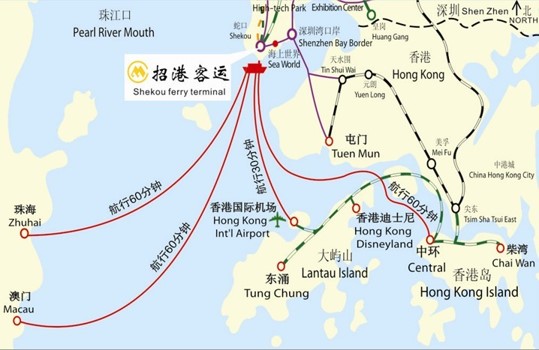 珠江口
Pearl River Mouth
High-tech Park
Exhibition Center
深圳 Shen Zhen
北
NORTH
蛇口
Shekou
深圳湾口岸
Shenzhen Bay Border
皇岗
Huang Gang
海上世界
Sea World
招港客运
Shekou ferry terminal
天水围
Tin Shui Wai
元朗
Yuen Long
香港
Hong Kong
屯门
Tuen Mun
美孚
Mei Fu
中港城
China Hong Kong City
航行60分钟
航行60分钟
航行30分钟
航行60分钟
珠海
Zhuhai
香港国际机场
Hong Kong
Int'l Airport
香港迪士尼
Hong Kong
Disneyland
尖东
Tsim Sha Tsui East
中环
Central
柴湾
Chai Wan
大屿山
Lantau Island
东涌
Tung Chung
香港岛
Hong Kong Island
澳门
Macau